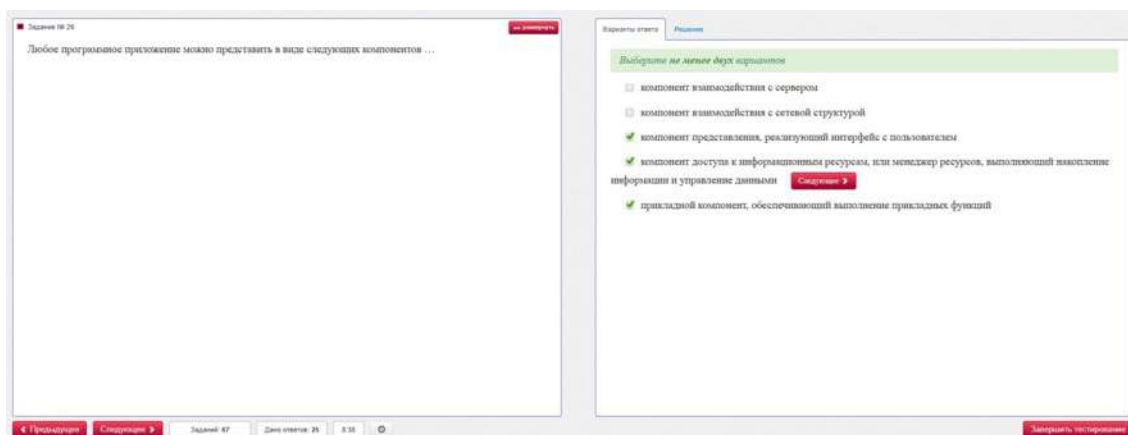 Задание № 26
развернуть
Любое программное приложение можно представить в виде следующих компонентов …
Варианты ответа
Решение
Выберите не менее двух вариантов
компонент взаимодействия с сервером
компонент взаимодействия с сетевой структурой
компонент представления, реализующий интерфейс с пользователем
компонент доступа к информационным ресурсам, или менеджер ресурсов, выполняющий накопление
информации и управление данными Следующее
прикладной компонент, обеспечивающий выполнение прикладных функций
Предыдущее Следующее Заданий: 67 Дано ответов: 25 8:38 Завершить тестирование